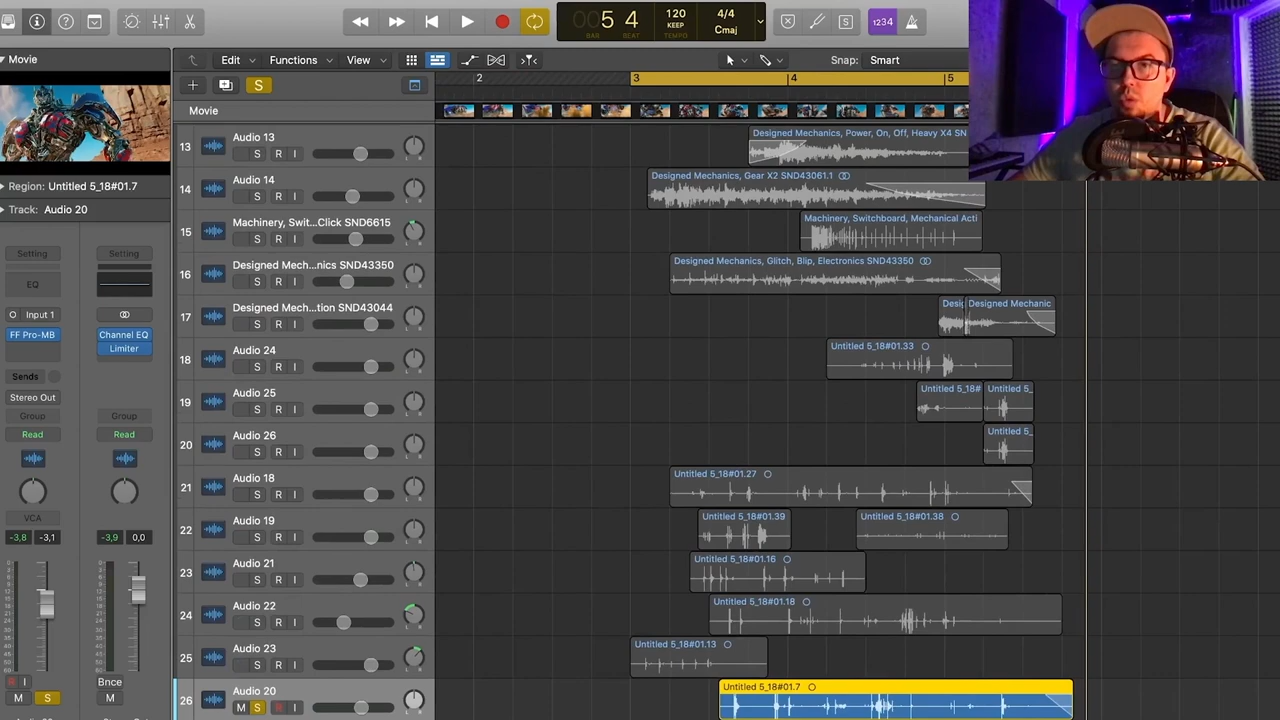 5 4
BAR BEAT
120
KEEP
TEMPO
4/4
Cmaj
S
1234
Movie
Edit Functions View Snap: Smart
S
2 3 4 5
Movie
Region: Untitled 5_18#01.7
Track: Audio 20
Setting Setting
EQ
Input 1
FF Pro-MB Channel EQ
Limiter
Sends
Stereo Out
Group Group
Read Read
VCA
-3,8 -3,1 -3,9 0,0
R I Bnce
M S M
13 Audio 13 S R I Designed Mechanics, Power, On, Off, Heavy X4 SN
14 Audio 14 S R I Designed Mechanics, Gear X2 SND43061.1
15 Machinery, Swit...Click SND6615 S R I Machinery, Switchboard, Mechanical Acti
16 Designed Mech...nics SND43350 S R I Designed Mechanics, Glitch, Blip, Electronics SND43350
17 Designed Mech...tion SND43044 S R I Desig Designed Mechanic
18 Audio 24 S R I Untitled 5_18#01.33
19 Audio 25 S R I Untitled 5_18# Untitled 5_
20 Audio 26 S R I Untitled 5_
21 Audio 18 S R I Untitled 5_18#01.27
22 Audio 19 S R I Untitled 5_18#01.39 Untitled 5_18#01.38
23 Audio 21 S R I Untitled 5_18#01.16
24 Audio 22 S R I Untitled 5_18#01.18
25 Audio 23 S R I Untitled 5_18#01.13
26 Audio 20 M S R I Untitled 5_18#01.7